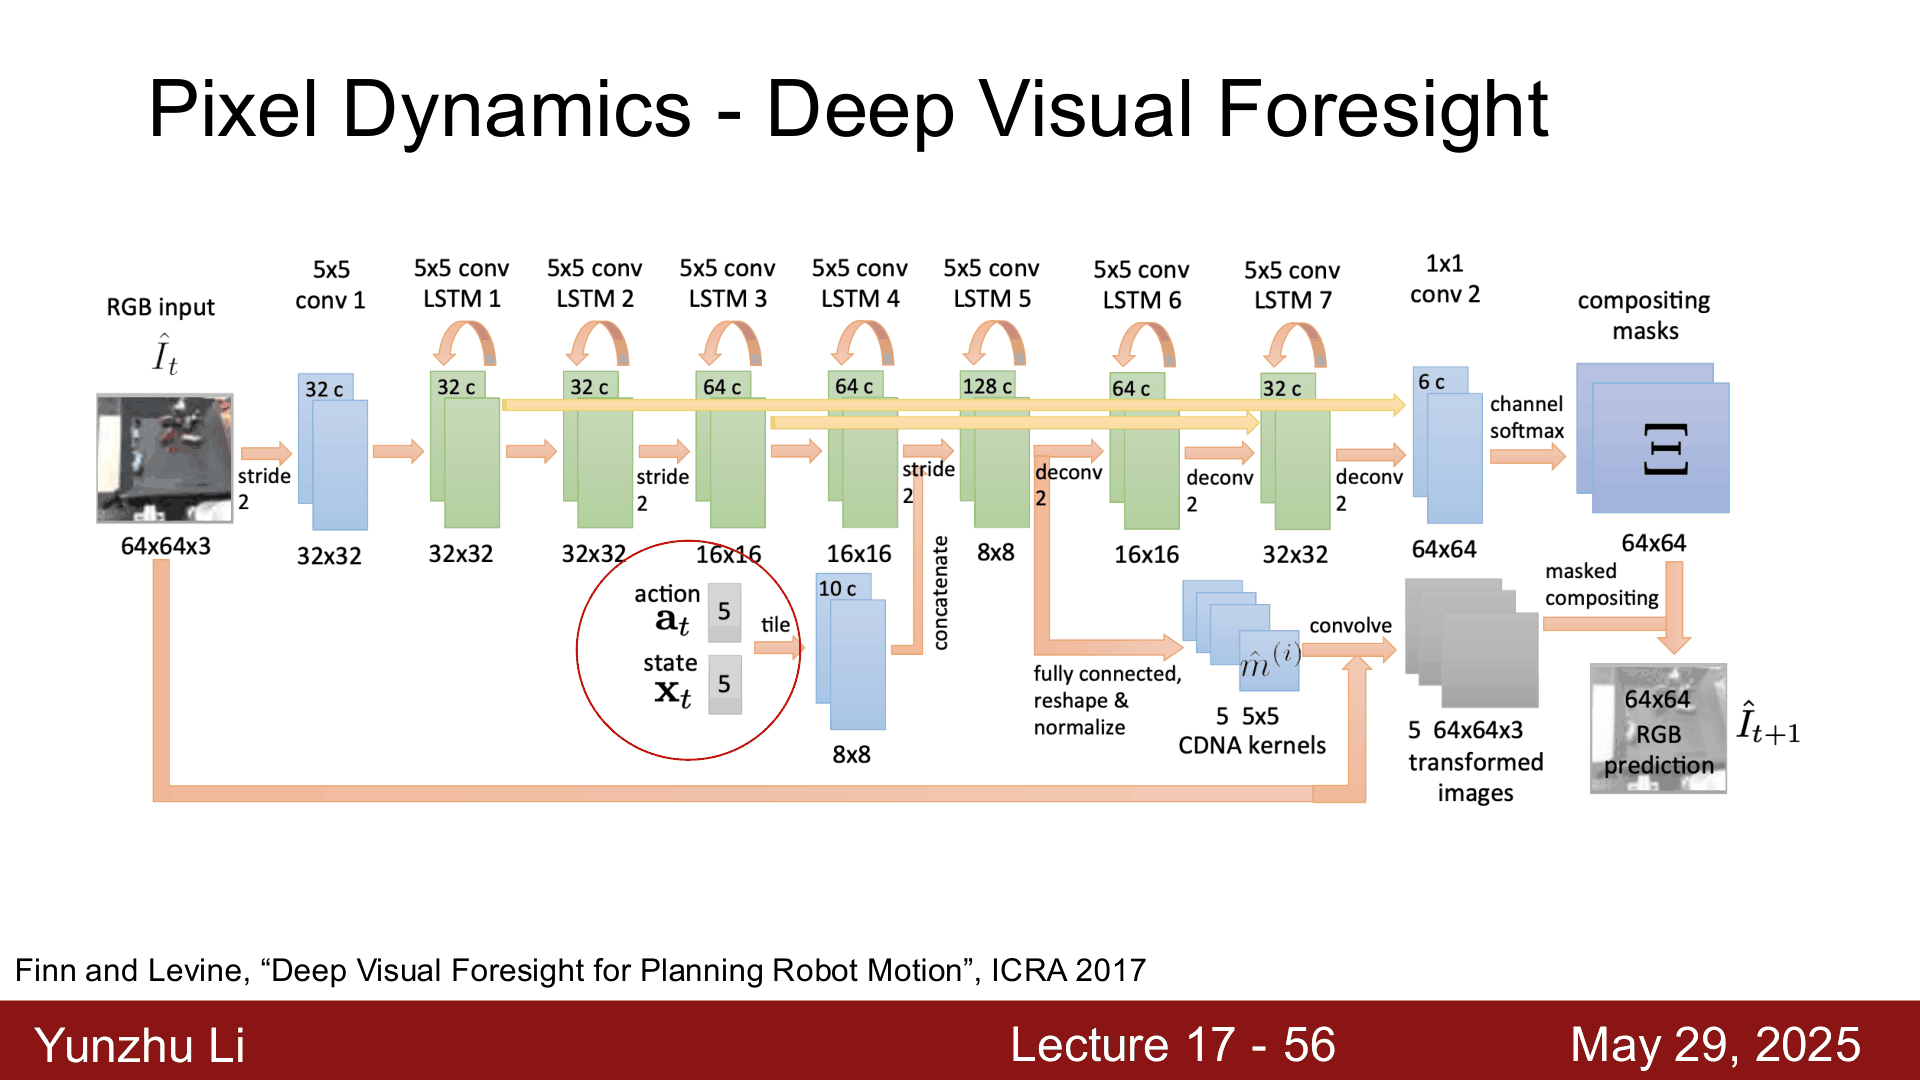 Pixel Dynamics - Deep Visual Foresight
RGB input
Î_t
64x64x3
stride
2
5x5
conv 1
32 c
32x32
5x5 conv
LSTM 1
32 c
32x32
5x5 conv
LSTM 2
32 c
32x32
stride
2
5x5 conv
LSTM 3
64 c
16x16
5x5 conv
LSTM 4
64 c
16x16
stride
2
5x5 conv
LSTM 5
128 c
8x8
deconv
2
5x5 conv
LSTM 6
64 c
16x16
deconv
2
5x5 conv
LSTM 7
32 c
32x32
deconv
2
1x1
conv 2
6 c
64x64
channel
softmax
compositing
masks
Ξ
64x64
action
a_t
5
state
x_t
5
tile
10 c
8x8
concatenate
fully connected,
reshape &
normalize
m̂^(i)
5 5x5
CDNA kernels
convolve
5 64x64x3
transformed
images
masked
compositing
64x64
RGB
prediction
Î_{t+1}
Finn and Levine, “Deep Visual Foresight for Planning Robot Motion”, ICRA 2017
Yunzhu Li
Lecture 17 - 56
May 29, 2025